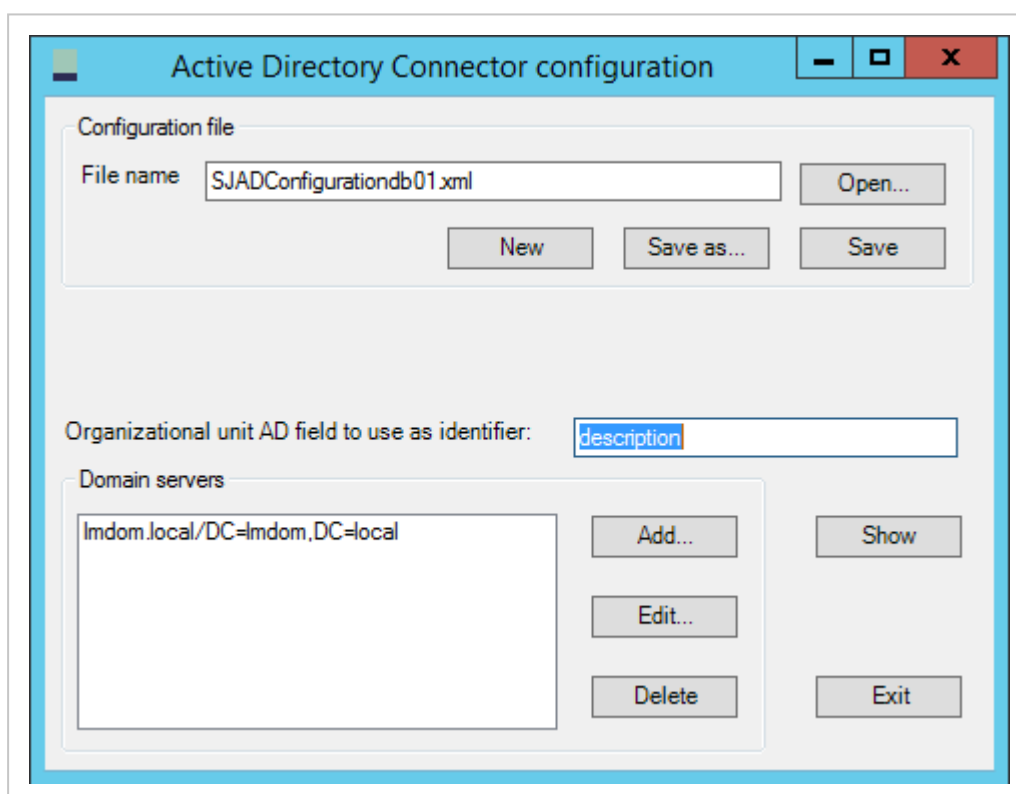 Active Directory Connector configuration
Configuration file
File name SJADConfigurationdb01.xml Open...
New Save as... Save
Organizational unit AD field to use as identifier: description
Domain servers
lmdom.local/DC=lmdom,DC=local Add... Show
Edit...
Delete Exit